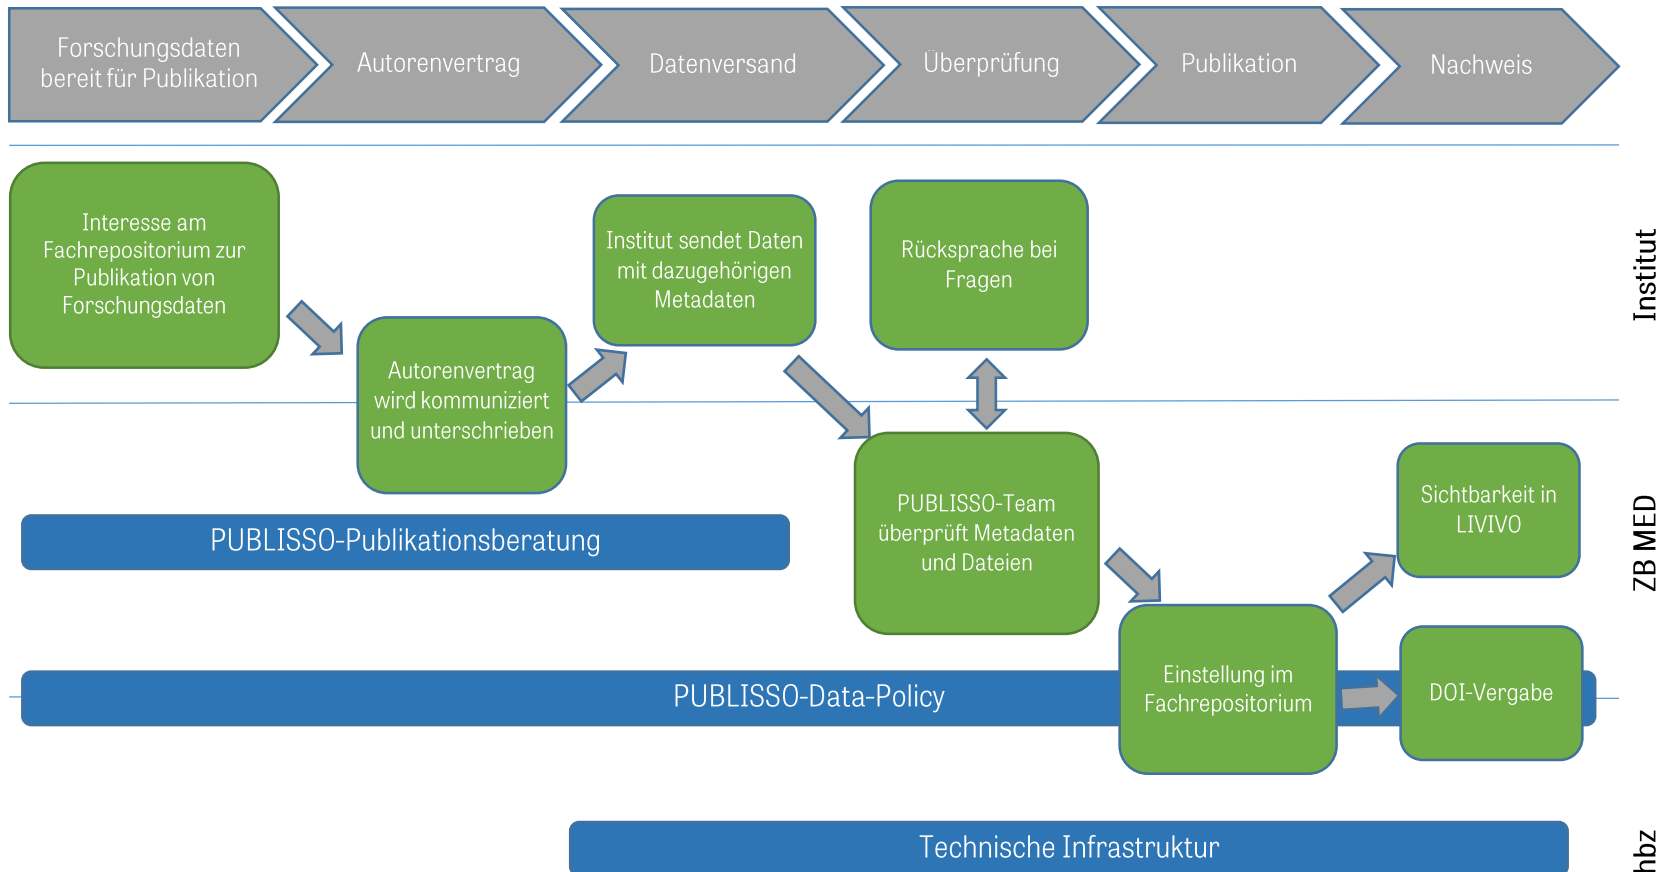 Forschungsdaten
bereit für Publikation
Autorenvertrag
Datenversand
Überprüfung
Publikation
Nachweis
Interesse am
Fachrepositorium zur
Publikation von
Forschungsdaten
Autorenvertrag
wird kommuniziert
und unterschrieben
Institut sendet Daten
mit dazugehörigen
Metadaten
Rücksprache bei
Fragen
Institut
PUBLISSO-Team
überprüft Metadaten
und Dateien
Sichtbarkeit in
LIVIVO
ZB MED
PUBLISSO-Publikationsberatung
PUBLISSO-Data-Policy
Einstellung im
Fachrepositorium
DOI-Vergabe
Technische Infrastruktur
hbz